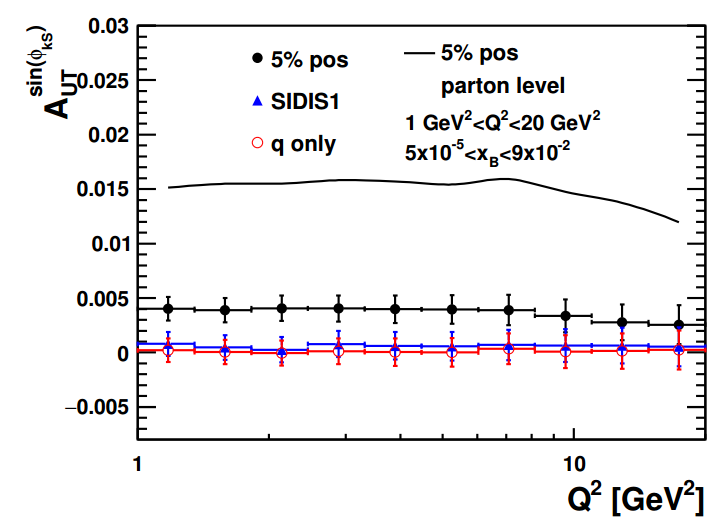 A_UT^sin(ϕ_kS)
0.03
0.025
0.02
0.015
0.01
0.005
0
−0.005
5% pos
SIDIS1
q only
5% pos
parton level
1 GeV²<Q²<20 GeV²
5x10⁻⁵<x_B<9x10⁻²
1
10
Q² [GeV²]